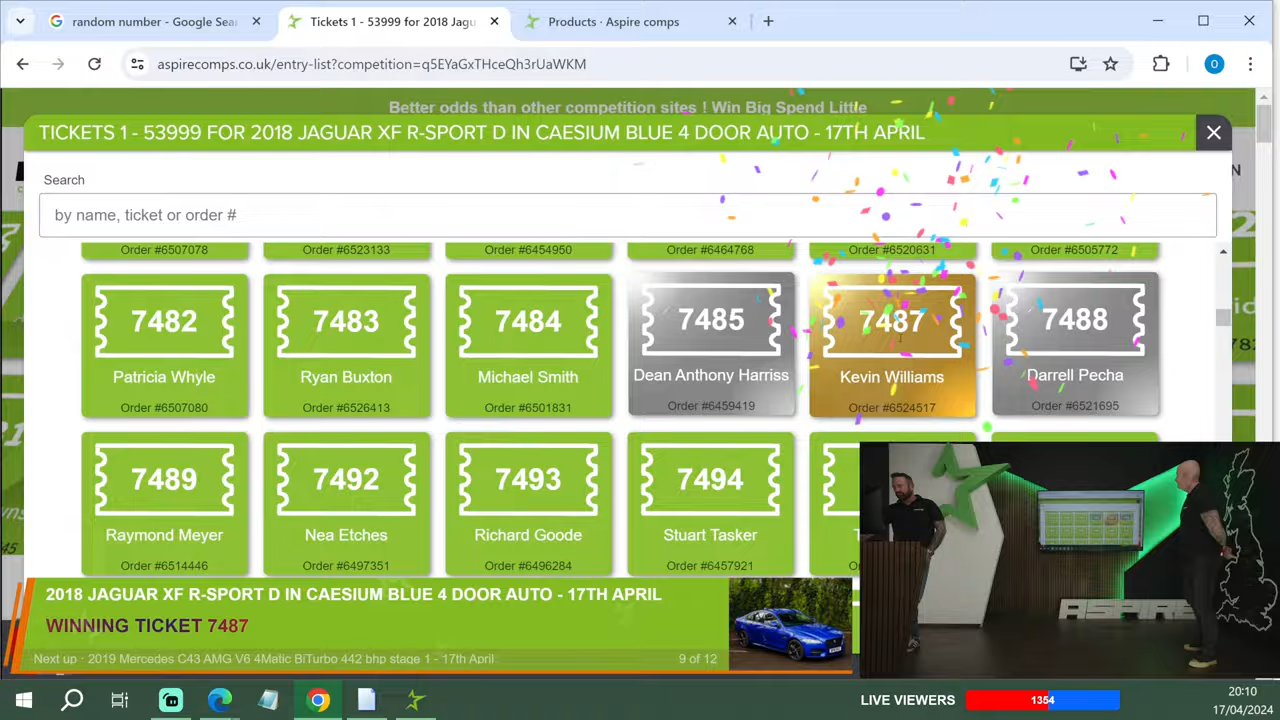 random number - Google Sea
Tickets 1 - 53999 for 2018 Jagu
Products · Aspire comps
aspirecomps.co.uk/entry-list?competition=q5EYaGxTHceQh3rUaWKM
O
Better odds than other competition sites ! Win Big Spend Little
TICKETS 1 - 53999 FOR 2018 JAGUAR XF R-SPORT D IN CAESIUM BLUE 4 DOOR AUTO - 17TH APRIL
Search
by name, ticket or order #
Order #6507078 Order #6523133 Order #6454950 Order #6464768 Order #6520631 Order #6505772
7482 7483 7484 7485 7487 7488
Patricia Whyle Ryan Buxton Michael Smith Dean Anthony Harriss Kevin Williams Darrell Pecha
Order #6507080 Order #6526413 Order #6501831 Order #6459419 Order #6524517 Order #6521695
7489 7492 7493 7494
Raymond Meyer Nea Etches Richard Goode Stuart Tasker
Order #6514446 Order #6497351 Order #6496284 Order #6457921
2018 JAGUAR XF R-SPORT D IN CAESIUM BLUE 4 DOOR AUTO - 17TH APRIL
WINNING TICKET 7487
Next up · 2019 Mercedes C43 AMG V6 4Matic BiTurbo 442 bhp stage 1 - 17th April 9 of 12
ASPIRE
LIVE VIEWERS 1354
20:10
17/04/2024